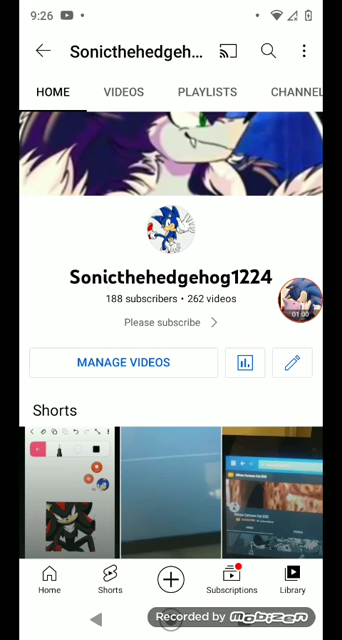 9:26
Sonicthehedgeh...
HOME VIDEOS PLAYLISTS CHANNEL
Sonicthehedgehog1224
188 subscribers • 262 videos
01:00
Please subscribe
MANAGE VIDEOS
Shorts
Home Shorts Subscriptions Library
Recorded by MOBIZEN